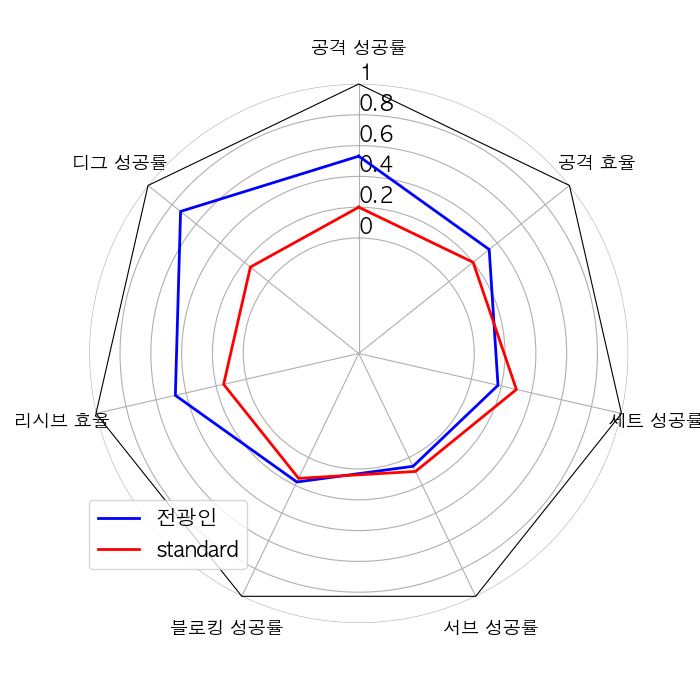 공격 성공률
1
0.8
0.6
0.4
0.2
0
디그 성공률
공격 효율
리시브 효율
세트 성공률
전광인
standard
블로킹 성공률
서브 성공률